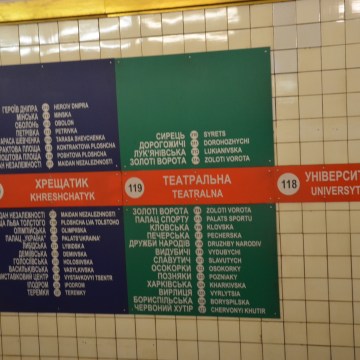 ГЕРОЇВ ДНІПРА HEROIV DNIPRA
МІНСЬКА MINSKA
ОБОЛОНЬ OBOLON
ПЕТРІВКА PETRIVKA
ТАРАСА ШЕВЧЕНКА TARASA SHEVCHENKA
КОНТРАКТОВА ПЛОЩА KONTRAKTOVA PLOSHCHA
ПОШТОВА ПЛОЩА POSHTOVA PLOSHCHA
НЕЗАЛЕЖНОСТІ MAIDAN NEZALEZHNOSTI
СИРЕЦЬ SYRETS
ДОРОГОЖИЧІ DOROHOZHYCHI
ЛУК'ЯНІВСЬКА LUKIANIVSKA
ЗОЛОТІ ВОРОТА ZOLOTI VOROTA
ХРЕЩАТИК
KHRESHCHATYK
119
ТЕАТРАЛЬНА
TEATRALNA
118
УНІВЕРСИТ
UNIVERSYT
НЕЗАЛЕЖНОСТІ MAIDAN NEZALEZHNOSTI
ЛЬВА ТОЛСТОГО PLOSHCHA LVA TOLSTOHO
ОЛІМПІЙСЬКА OLIMPIISKA
ПАЛАЦ "УКРАЇНА" PALATS "UKRAINA"
ЛИБІДСЬКА LYBIDSKA
ДЕМІЇВСЬКА DEMIIVSKA
ГОЛОСІЇВСЬКА HOLOSIIVSKA
ВАСИЛЬКІВСЬКА VASYLKIVSKA
ВИСТАВКОВИЙ ЦЕНТР VYSTAVKOVYI TSENTR
ІПОДРОМ IPODROM
ТЕРЕМКИ TEREMKY
ЗОЛОТІ ВОРОТА ZOLOTI VOROTA
ПАЛАЦ СПОРТУ PALATS SPORTU
КЛОВСЬКА KLOVSKA
ПЕЧЕРСЬКА PECHERSKA
ДРУЖБИ НАРОДІВ DRUZHBY NARODIV
ВИДУБИЧІ VYDUBYCHI
СЛАВУТИЧ SLAVUTYCH
ОСОКОРКИ OSOKORKY
ПОЗНЯКИ POZNIAKY
ХАРКІВСЬКА KHARKIVSKA
ВИРЛИЦЯ VYRLYTSIA
БОРИСПІЛЬСЬКА BORYSPILSKA
ЧЕРВОНИЙ ХУТІР CHERVONYI KHUTIR